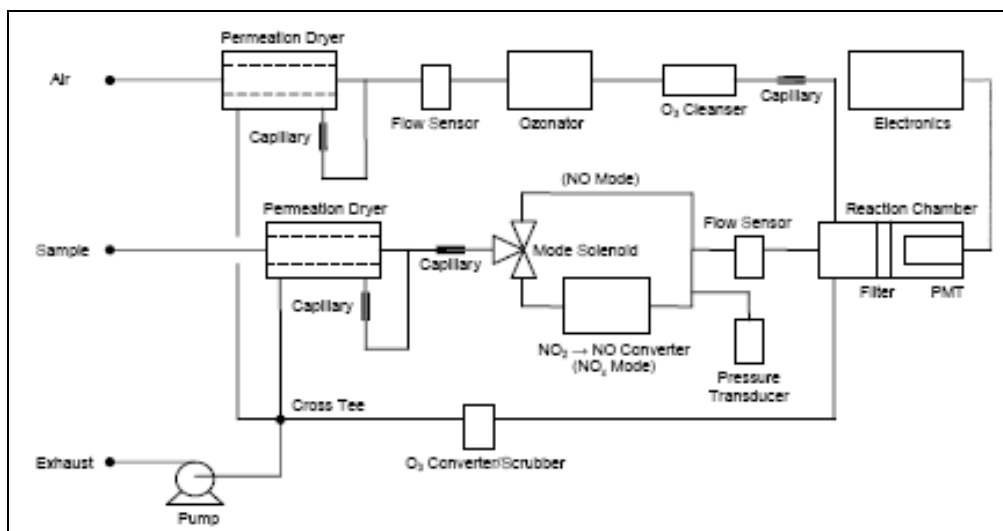 Permeation Dryer
Air
Capillary
Flow Sensor
Ozonator
O₃ Cleanser
Capillary
Electronics
(NO Mode)
Permeation Dryer
Flow Sensor
Reaction Chamber
Sample
Capillary
Mode Solenoid
Capillary
Filter
PMT
NO₂ → NO Converter
(NOₓ Mode)
Pressure
Transducer
Cross Tee
Exhaust
O₃ Converter/Scrubber
Pump